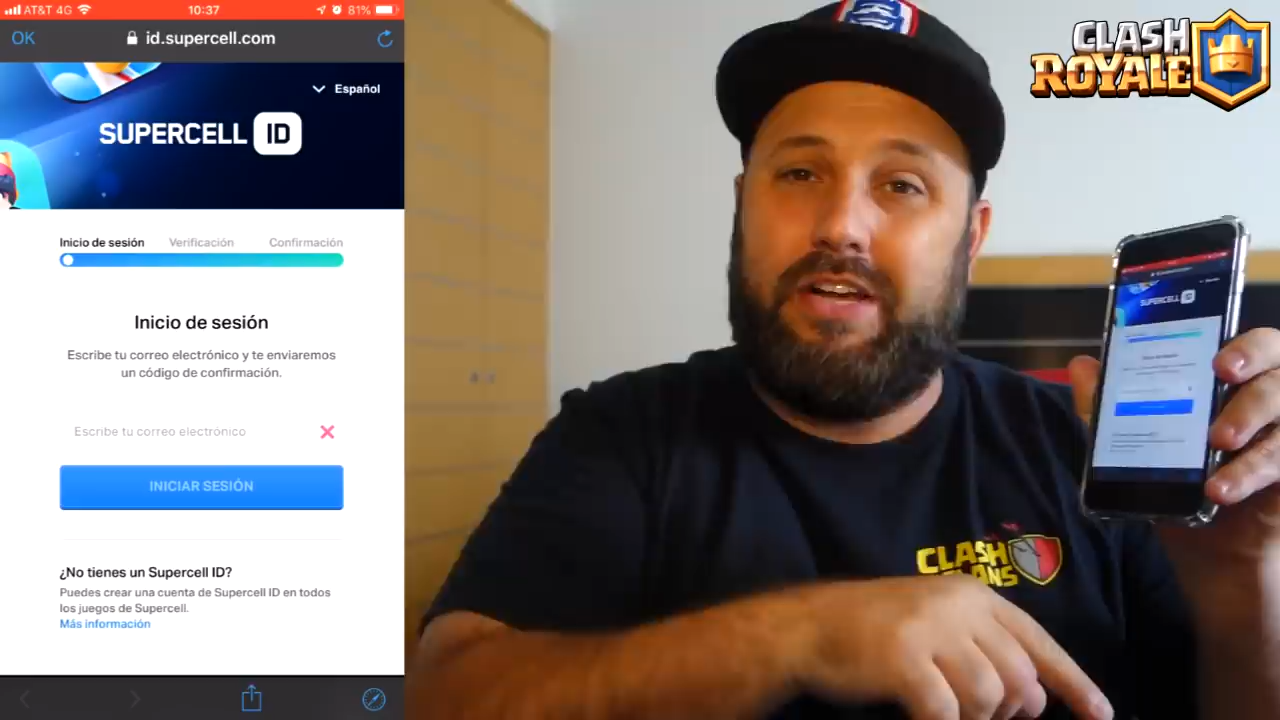 AT&T 4G
10:37
81%
OK
id.supercell.com
Español
SUPERCELL ID
Inicio de sesión
Verificación
Confirmación
Inicio de sesión
Escribe tu correo electrónico y te enviaremos
un código de confirmación.
Escribe tu correo electrónico
INICIAR SESIÓN
¿No tienes un Supercell ID?
Puedes crear una cuenta de Supercell ID en todos
los juegos de Supercell.
Más información
CLASH
ROYALE
SUPERCELL ID
CLASH